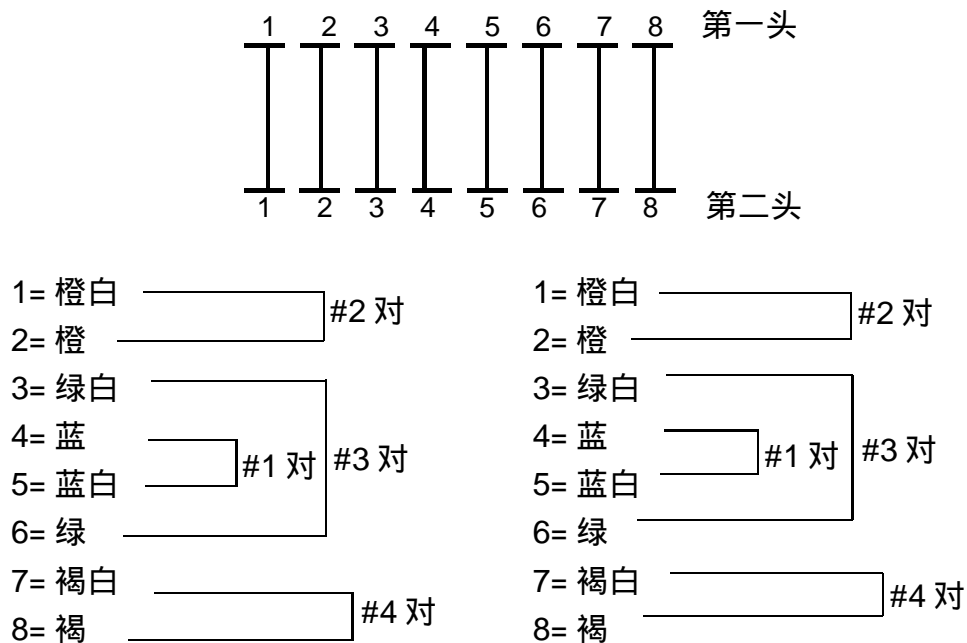 1 2 3 4 5 6 7 8 第一头
1 2 3 4 5 6 7 8 第二头
1= 橙白
2= 橙
#2 对
3= 绿白
4= 蓝
5= 蓝白
6= 绿
#1 对
#3 对
7= 褐白
8= 褐
#4 对
1= 橙白
2= 橙
#2 对
3= 绿白
4= 蓝
5= 蓝白
6= 绿
#1 对
#3 对
7= 褐白
8= 褐
#4 对